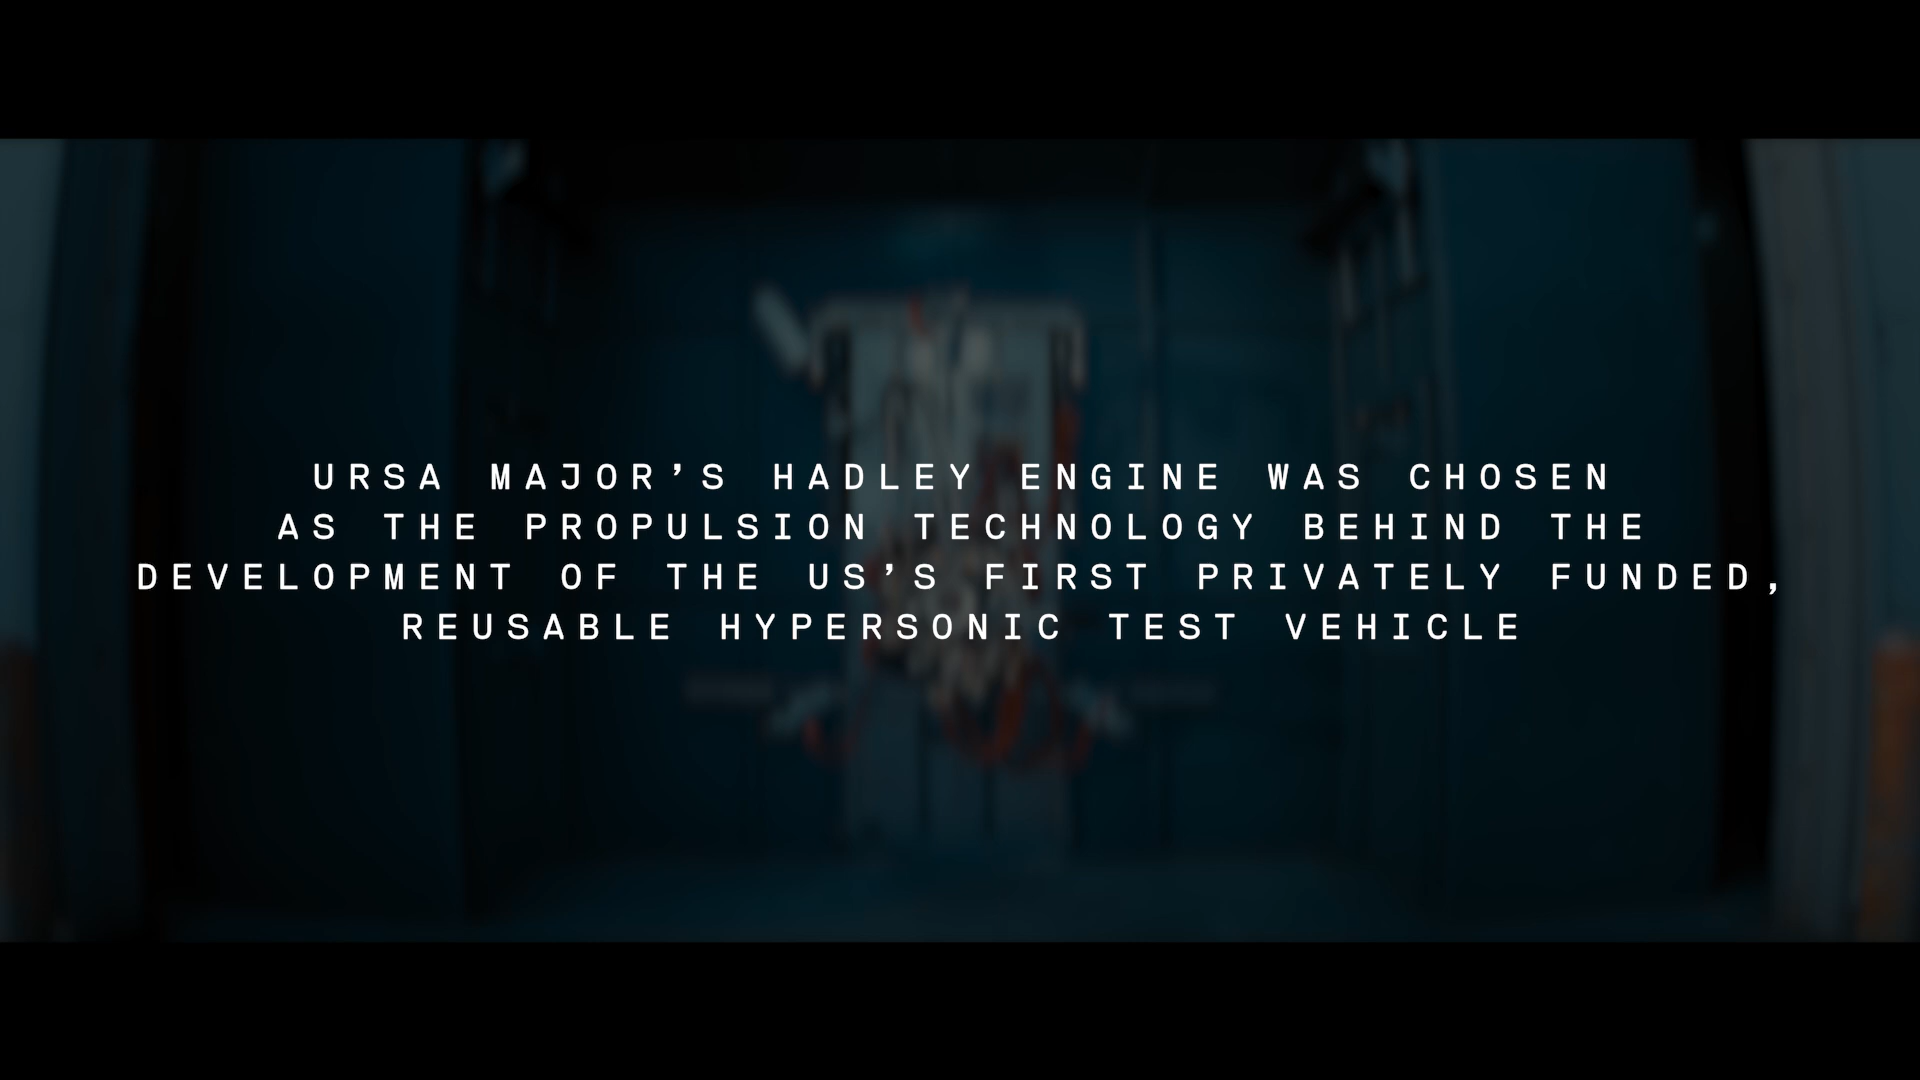 URSA MAJOR’S HADLEY ENGINE WAS CHOSEN
AS THE PROPULSION TECHNOLOGY BEHIND THE
DEVELOPMENT OF THE US’S FIRST PRIVATELY FUNDED,
REUSABLE HYPERSONIC TEST VEHICLE